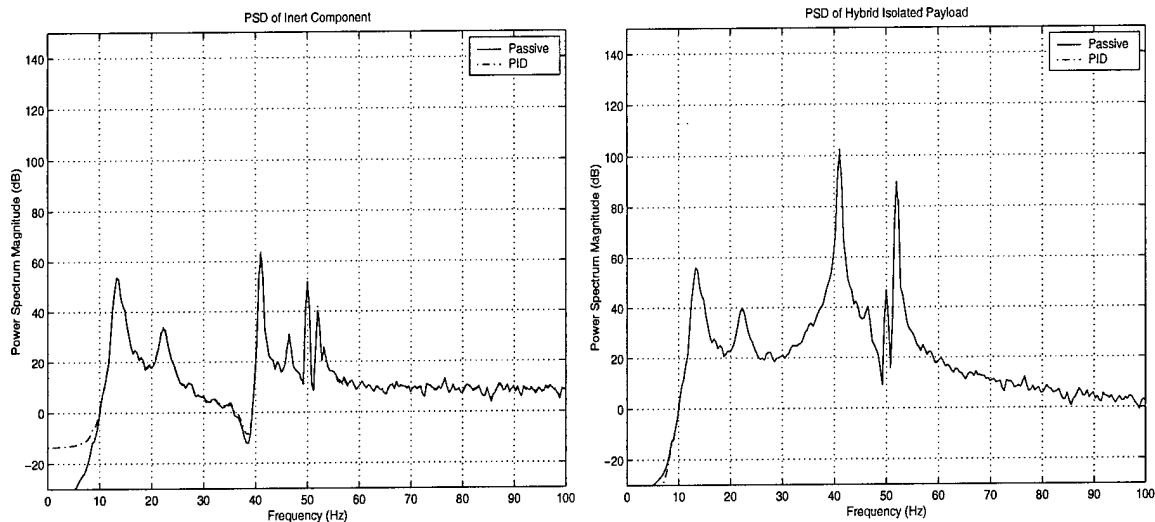 PSD of Inert Component
Passive
PID
Power Spectrum Magnitude (dB)
140
120
100
80
60
40
20
0
−20
0 10 20 30 40 50 60 70 80 90 100
Frequency (Hz)
PSD of Hybrid Isolated Payload
Passive
PID
Power Spectrum Magnitude (dB)
140
120
100
80
60
40
20
0
−20
0 10 20 30 40 50 60 70 80 90 100
Frequency (Hz)